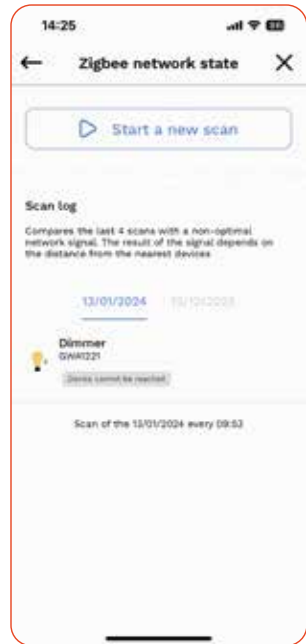 14:25
Zigbee network state
Start a new scan
Scan log
Compares the last 4 scans with a non-optimal
network signal. The result of the signal depends on
the distance from the nearest devices
13/01/2024
Dimmer
GWA1221
Device cannot be reached
Scan of the 13/01/2024 every 09:53